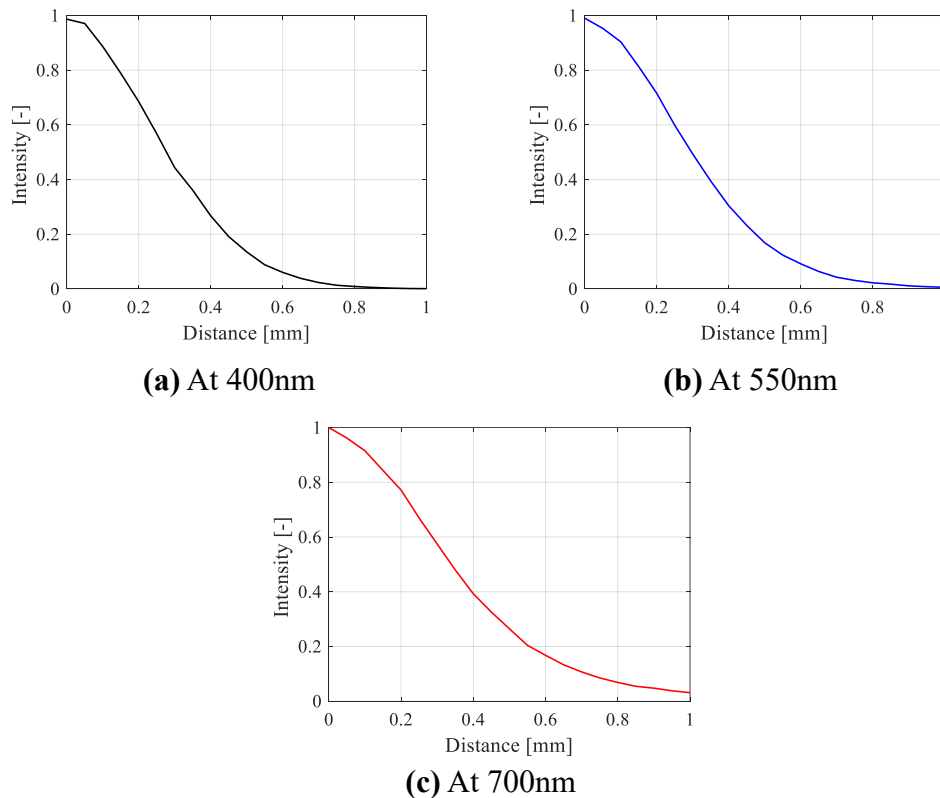 1
0.8
0.6
0.4
0.2
0
0 0.2 0.4 0.6 0.8 1
Intensity [-]
Distance [mm]
(a) At 400nm
1
0.8
0.6
0.4
0.2
0
0 0.2 0.4 0.6 0.8
Intensity [-]
Distance [mm]
(b) At 550nm
1
0.8
0.6
0.4
0.2
0
0 0.2 0.4 0.6 0.8 1
Intensity [-]
Distance [mm]
(c) At 700nm